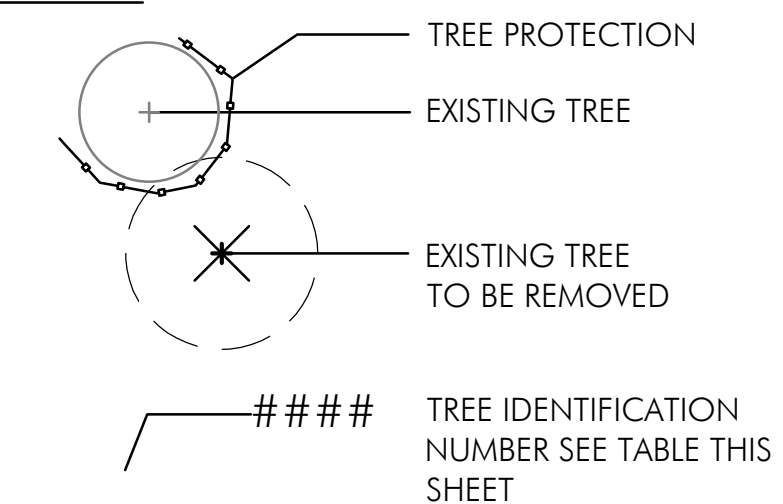 TREE PROTECTION
EXISTING TREE
EXISTING TREE
TO BE REMOVED
#### TREE IDENTIFICATION
NUMBER SEE TABLE THIS
SHEET